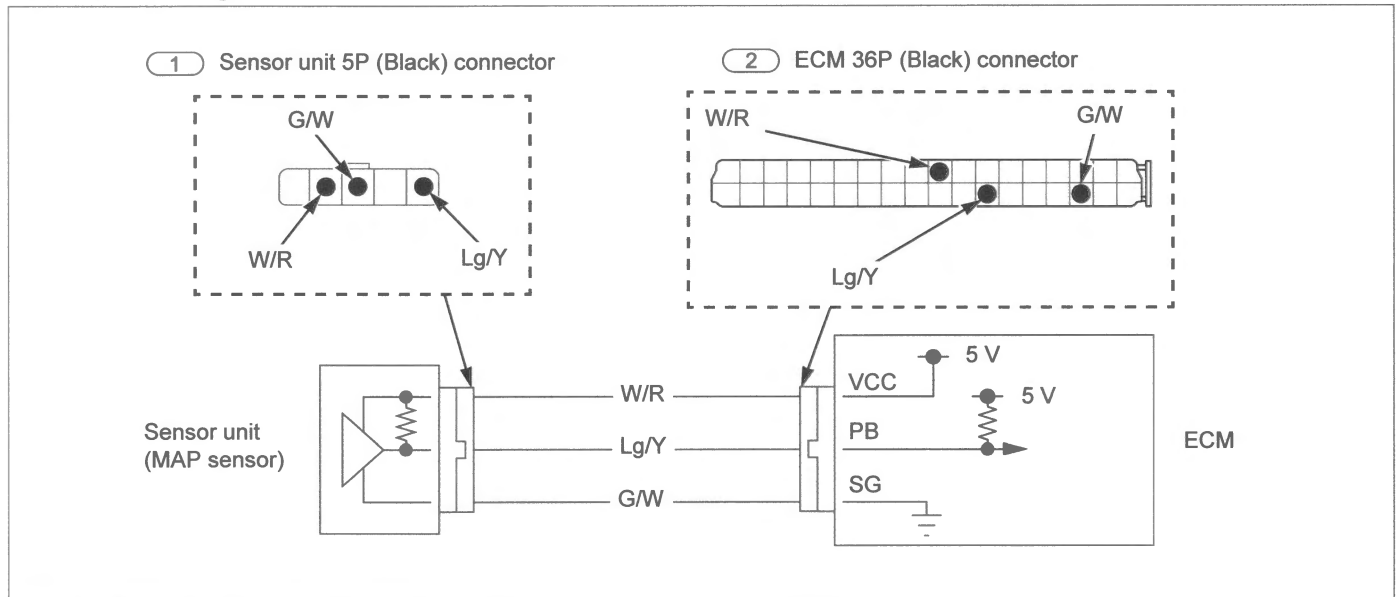 1 Sensor unit 5P (Black) connector
G/W
W/R
Lg/Y
2 ECM 36P (Black) connector
W/R
G/W
Lg/Y
Sensor unit
(MAP sensor)
W/R
Lg/Y
G/W
VCC
5 V
5 V
PB
SG
ECM